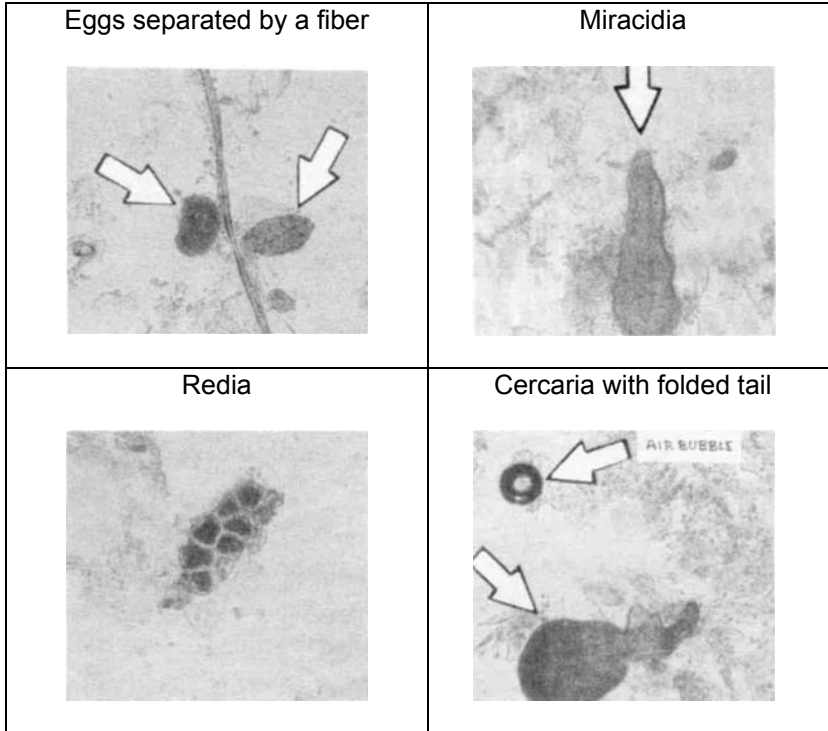 Eggs separated by a fiber
Miracidia
Redia
Cercaria with folded tail
AIR BUBBLE